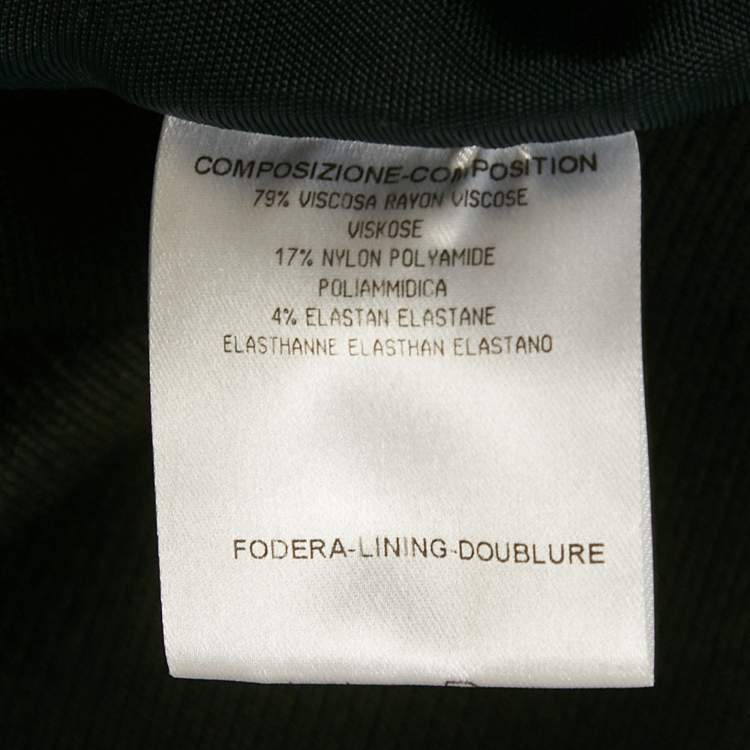 COMPOSIZIONE-COMPOSITION
79% VISCOSA RAYON VISCOSE
VISKOSE
17% NYLON POLYAMIDE
POLIAMMIDICA
4% ELASTAN ELASTANE
ELASTHANNE ELASTHAN ELASTANO
FODERA-LINING-DOUBLURE